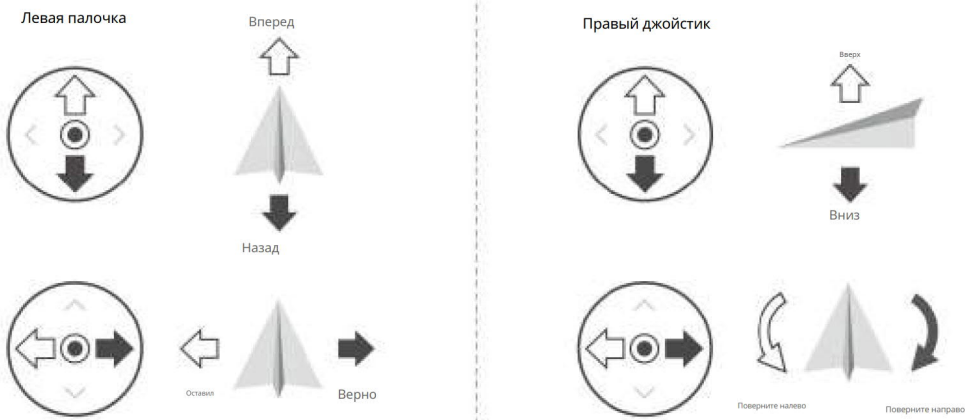 Левая палочка
Вперед
Назад
Оставил
Верно
Правый джойстик
Вверх
Вниз
Поверните налево
Поверните направо